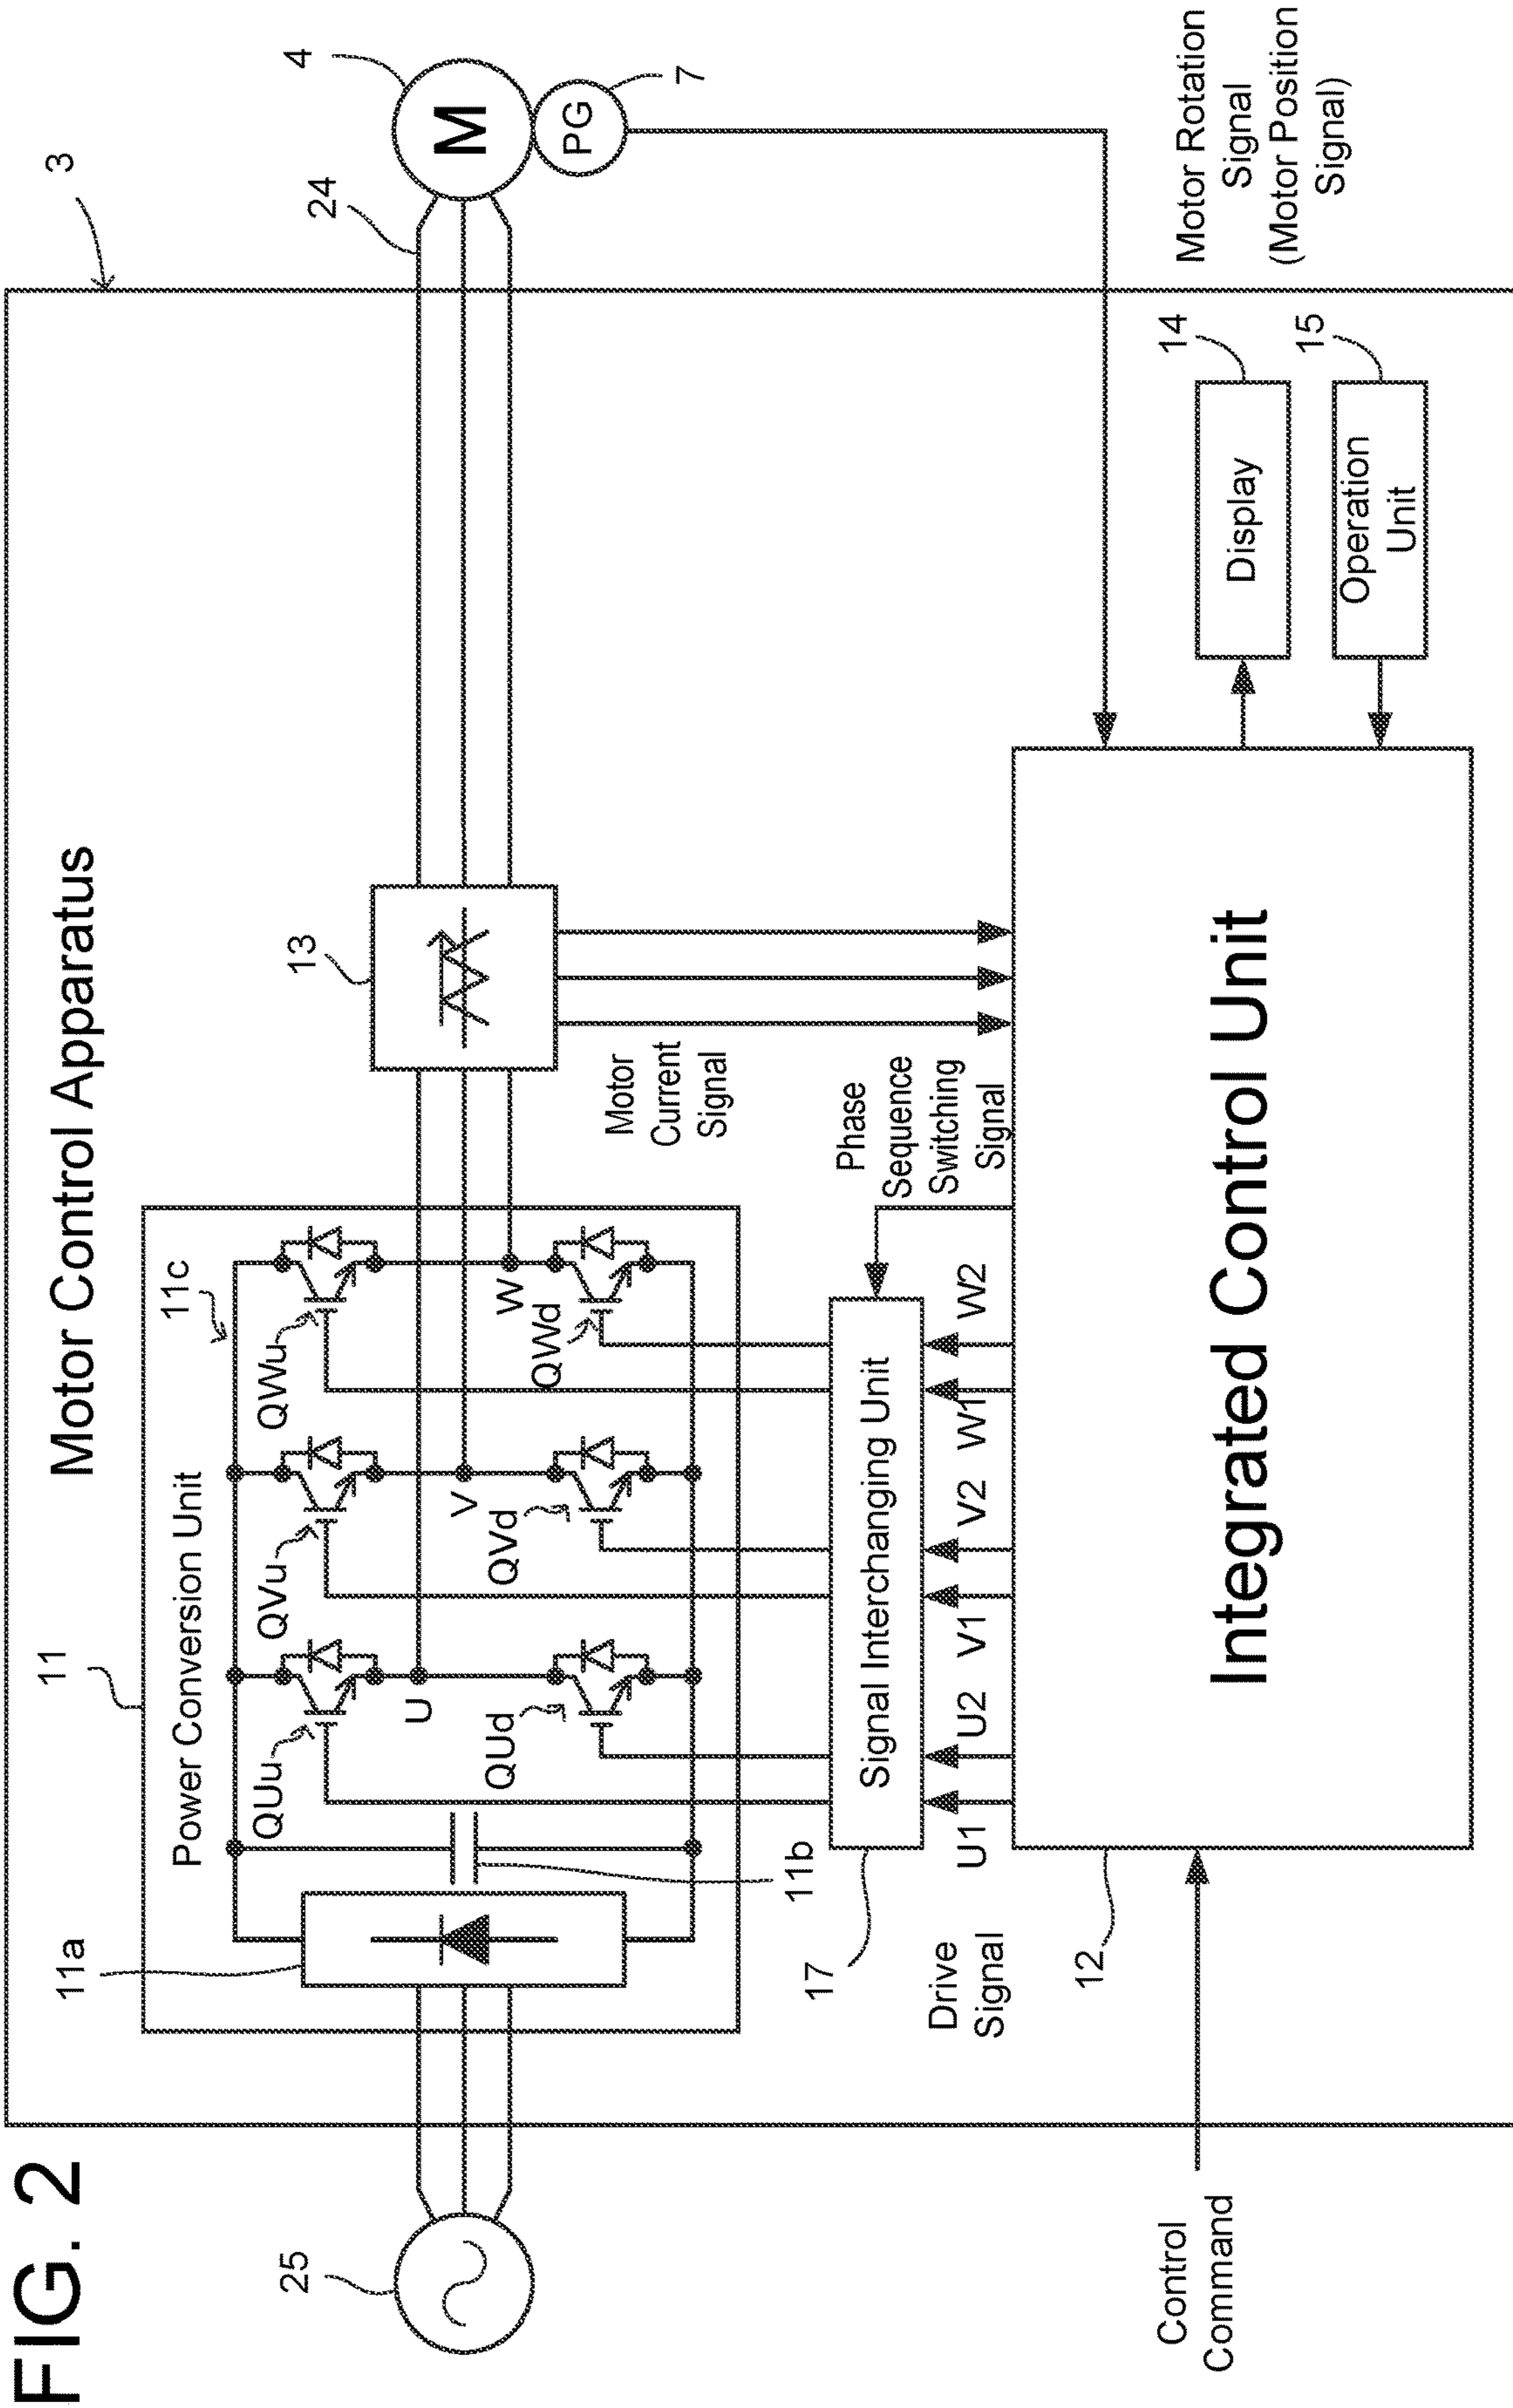 FIG. 2
3
Motor Control Apparatus
11
Power Conversion Unit
11a
11b
11c
QUu
QVu
QWu
U
V
W
QUd
QVd
QWd
25
13
24
4
M
PG
7
Motor
Current
Signal
Phase
Sequence
Switching
Signal
17
Signal Interchanging Unit
Drive
Signal
U1
U2
V1
V2
W1
W2
12
Integrated Control Unit
Control
Command
14
Display
15
Operation
Unit
Motor Rotation
Signal
(Motor Position
Signal)